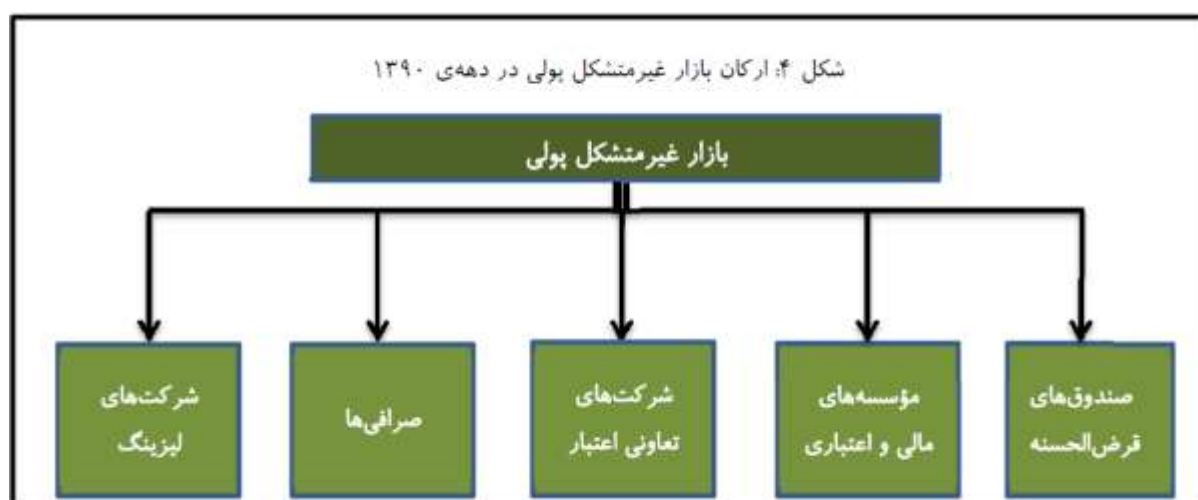 شکل ۴: ارکان بازار غیرمتشکل پولی در دهه‌ی ۱۳۹۰
بازار غیرمتشکل پولی
صندوق‌های
قرض‌الحسنه
مؤسسه‌های
مالی و اعتباری
شرکت‌های
تعاونی اعتبار
صرافی‌ها
شرکت‌های
لیزینگ